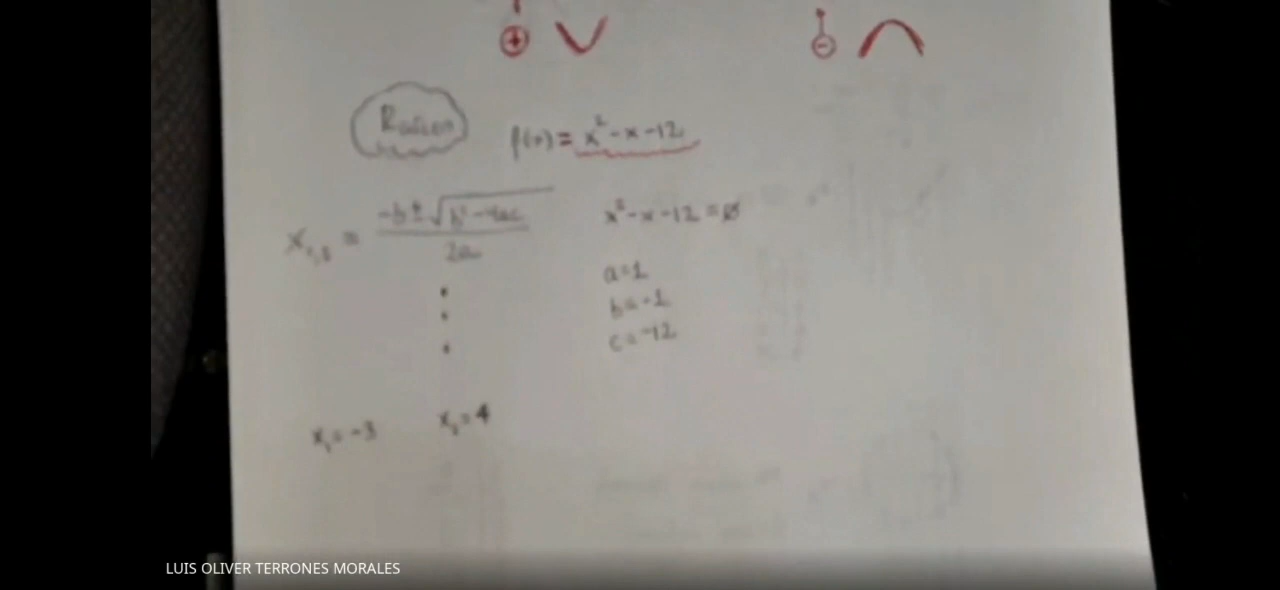 + -
Raices
f(x) = x² - x - 12
x₁,₂ = -b ± √b² - 4ac / 2a
x² - x - 12 = 0
a = 1
b = -1
c = -12
x₁ = -3 x₂ = 4
LUIS OLIVER TERRONES MORALES